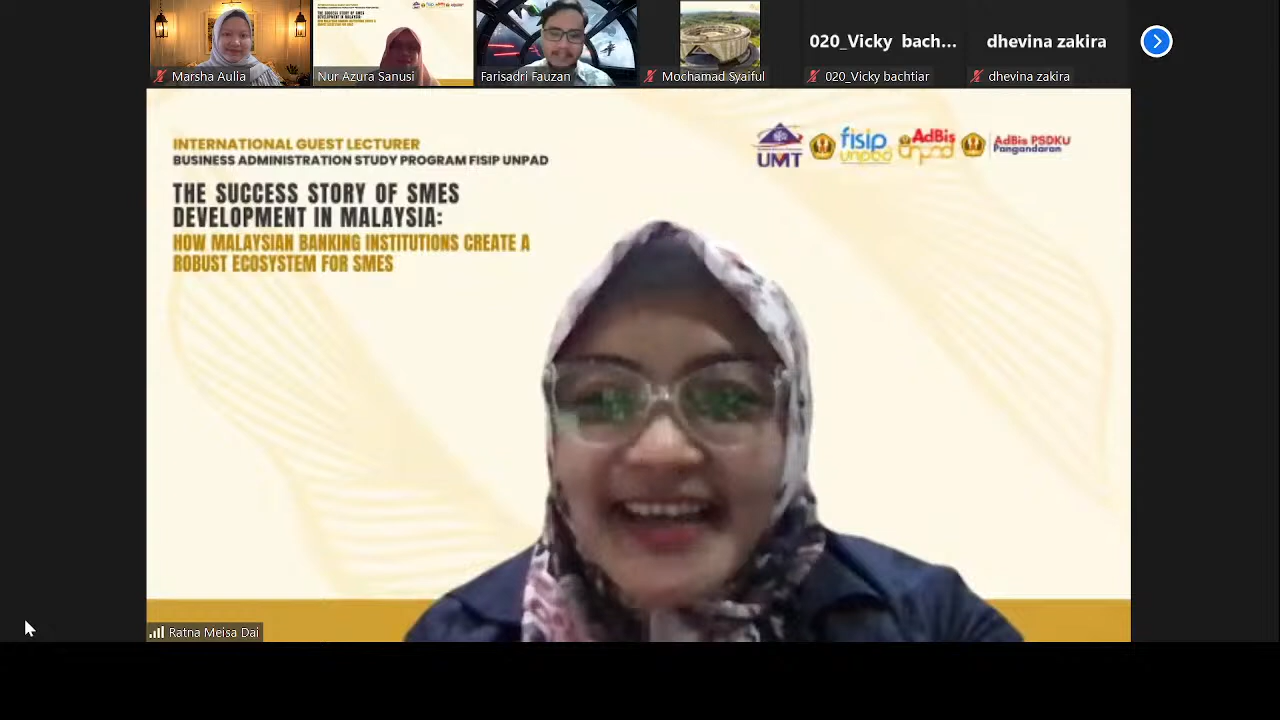 020_Vicky bach...
dhevina zakira
Marsha Aulia
Nur Azura Sanusi
Farisadri Fauzan
Mochamad Syaiful
020_Vicky bachtiar
dhevina zakira
INTERNATIONAL GUEST LECTURER
BUSINESS ADMINISTRATION STUDY PROGRAM FISIP UNPAD
THE SUCCESS STORY OF SMES
DEVELOPMENT IN MALAYSIA:
HOW MALAYSIAN BANKING INSTITUTIONS CREATE A
ROBUST ECOSYSTEM FOR SMES
UMT
fisip
unpad
AdBis
unpad
AdBis PSDKU
Pangandaran
Ratna Meisa Dai